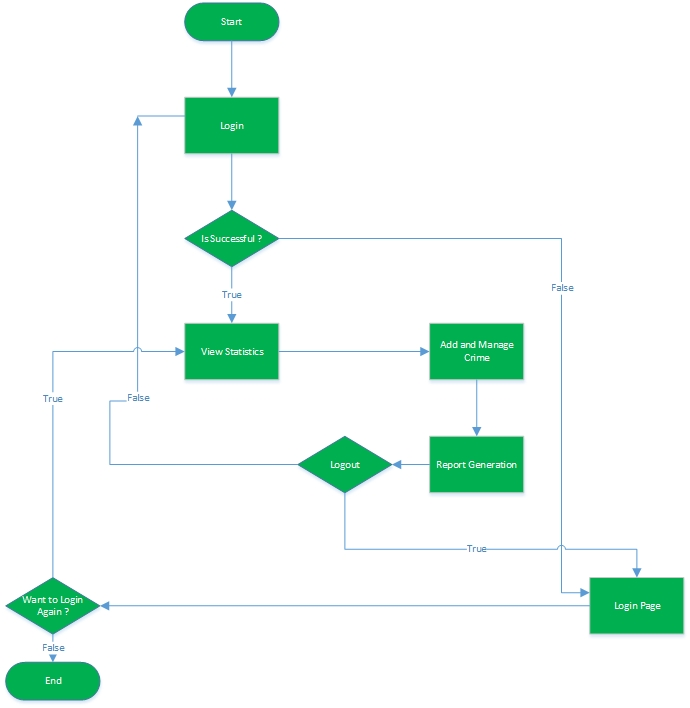 Start
Login
Is Successful ?
False
True
View Statistics
Add and Manage
Crime
True
False
Logout
Report Generation
True
Want to Login
Again ?
Login Page
False
End